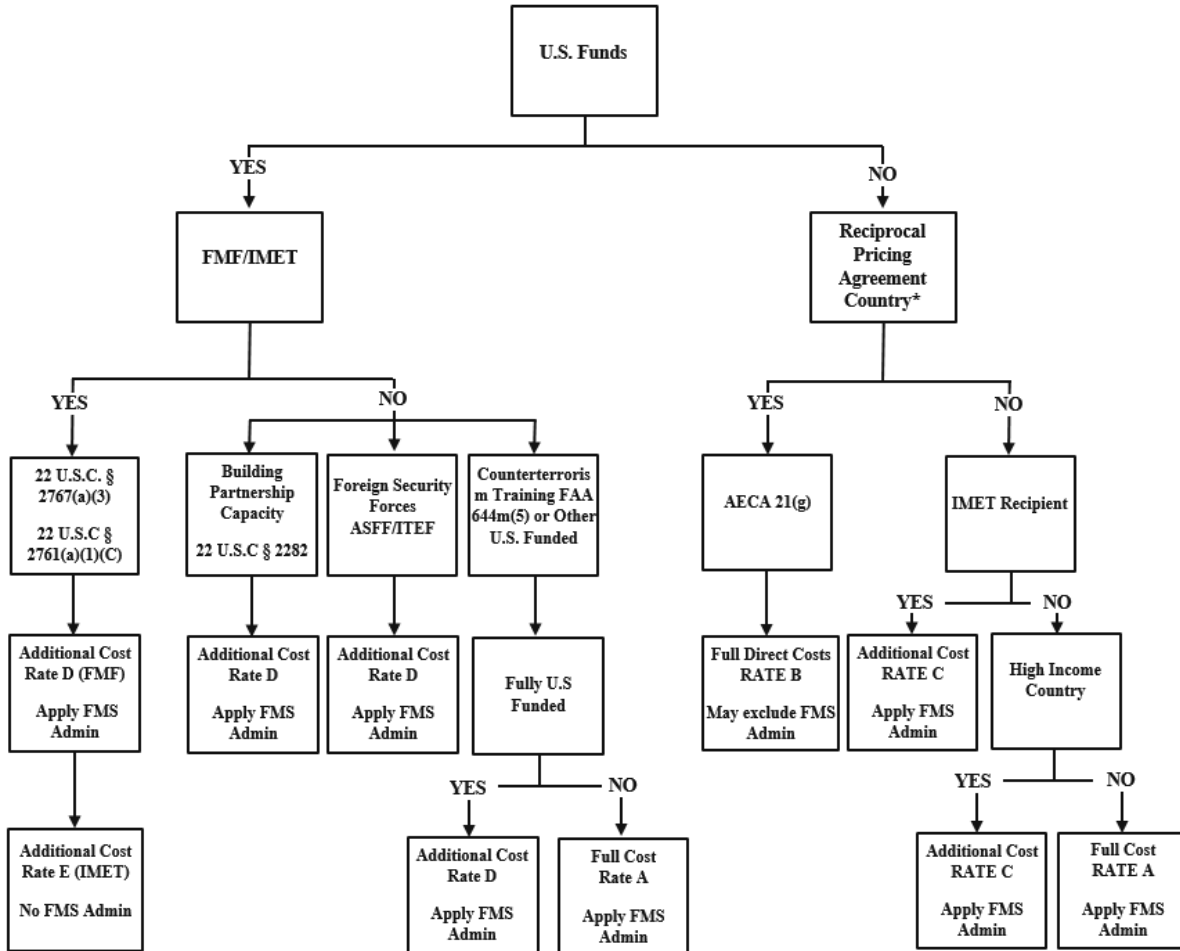 U.S. Funds
YES
NO
FMF/IMET
Reciprocal
Pricing
Agreement
Country*
YES
NO
YES
NO
22 U.S.C. §
2767(a)(3)
22 U.S.C §
2761(a)(1)(C)
Building
Partnership
Capacity
22 U.S.C § 2282
Foreign Security
Forces
ASFF/ITEF
Counterterroris
m Training FAA
644m(5) or Other
U.S. Funded
AECA 21(g)
IMET Recipient
YES
NO
Additional Cost
Rate D (FMF)
Apply FMS
Admin
Additional Cost
Rate D
Apply FMS
Admin
Additional Cost
Rate D
Apply FMS
Admin
Fully U.S
Funded
Full Direct Costs
RATE B
May exclude FMS
Admin
Additional Cost
RATE C
Apply FMS
Admin
High Income
Country
YES
NO
YES
NO
Additional Cost
Rate E (IMET)
No FMS Admin
Additional Cost
Rate D
Apply FMS
Admin
Full Cost
Rate A
Apply FMS
Admin
Additional Cost
RATE C
Apply FMS
Admin
Full Cost
RATE A
Apply FMS
Admin